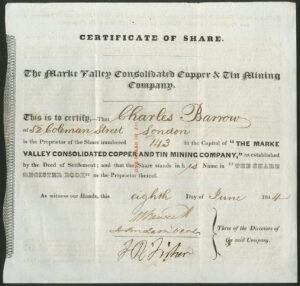 CERTIFICATE OF SHARE.
The Marke Valley Consolidated Copper & Tin Mining
Company.
This is to certify, That Charles Barrow
of 52 Coleman Street London
is the Proprietor of the Share numbered 743 in the Capital of "THE MARKE
VALLEY CONSOLIDATED COPPER AND TIN MINING COMPANY," as established
by the Deed of Settlement; and that the Share stands in his Name in "THE SHARE
REGISTER BOOK" as the Proprietor thereof.
As witness our Hands, this eighth Day of June 184
Three of the Directors of
the said Company.